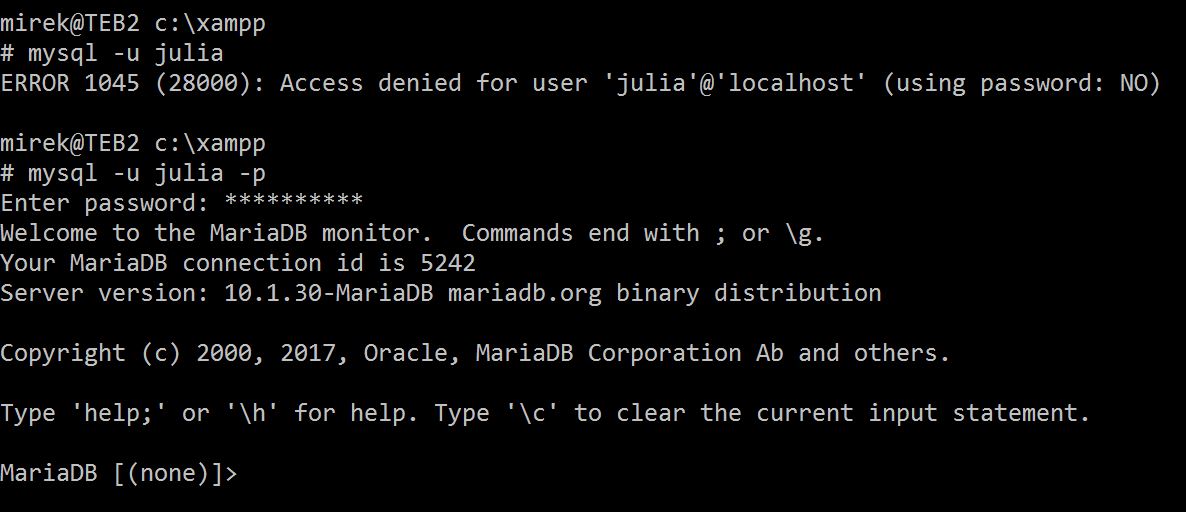 mirek@TEB2 c:\xampp
# mysql -u julia
ERROR 1045 (28000): Access denied for user 'julia'@'localhost' (using password: NO)
mirek@TEB2 c:\xampp
# mysql -u julia -p
Enter password: **********
Welcome to the MariaDB monitor.  Commands end with ; or \g.
Your MariaDB connection id is 5242
Server version: 10.1.30-MariaDB mariadb.org binary distribution
Copyright (c) 2000, 2017, Oracle, MariaDB Corporation Ab and others.
Type 'help;' or '\h' for help. Type '\c' to clear the current input statement.
MariaDB [(none)]>